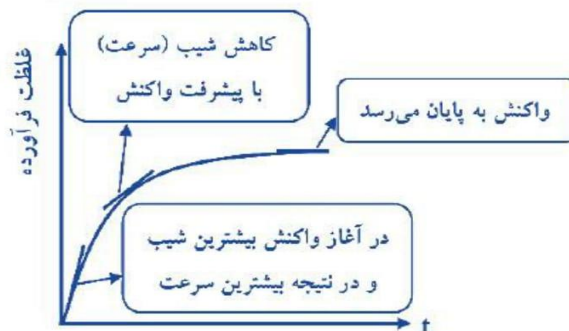 غلظت فرآورده
کاهش شیب (سرعت)
با پیشرفت واکنش
واکنش به پایان می‌رسد
در آغاز واکنش بیشترین شیب
و در نتیجه بیشترین سرعت
t